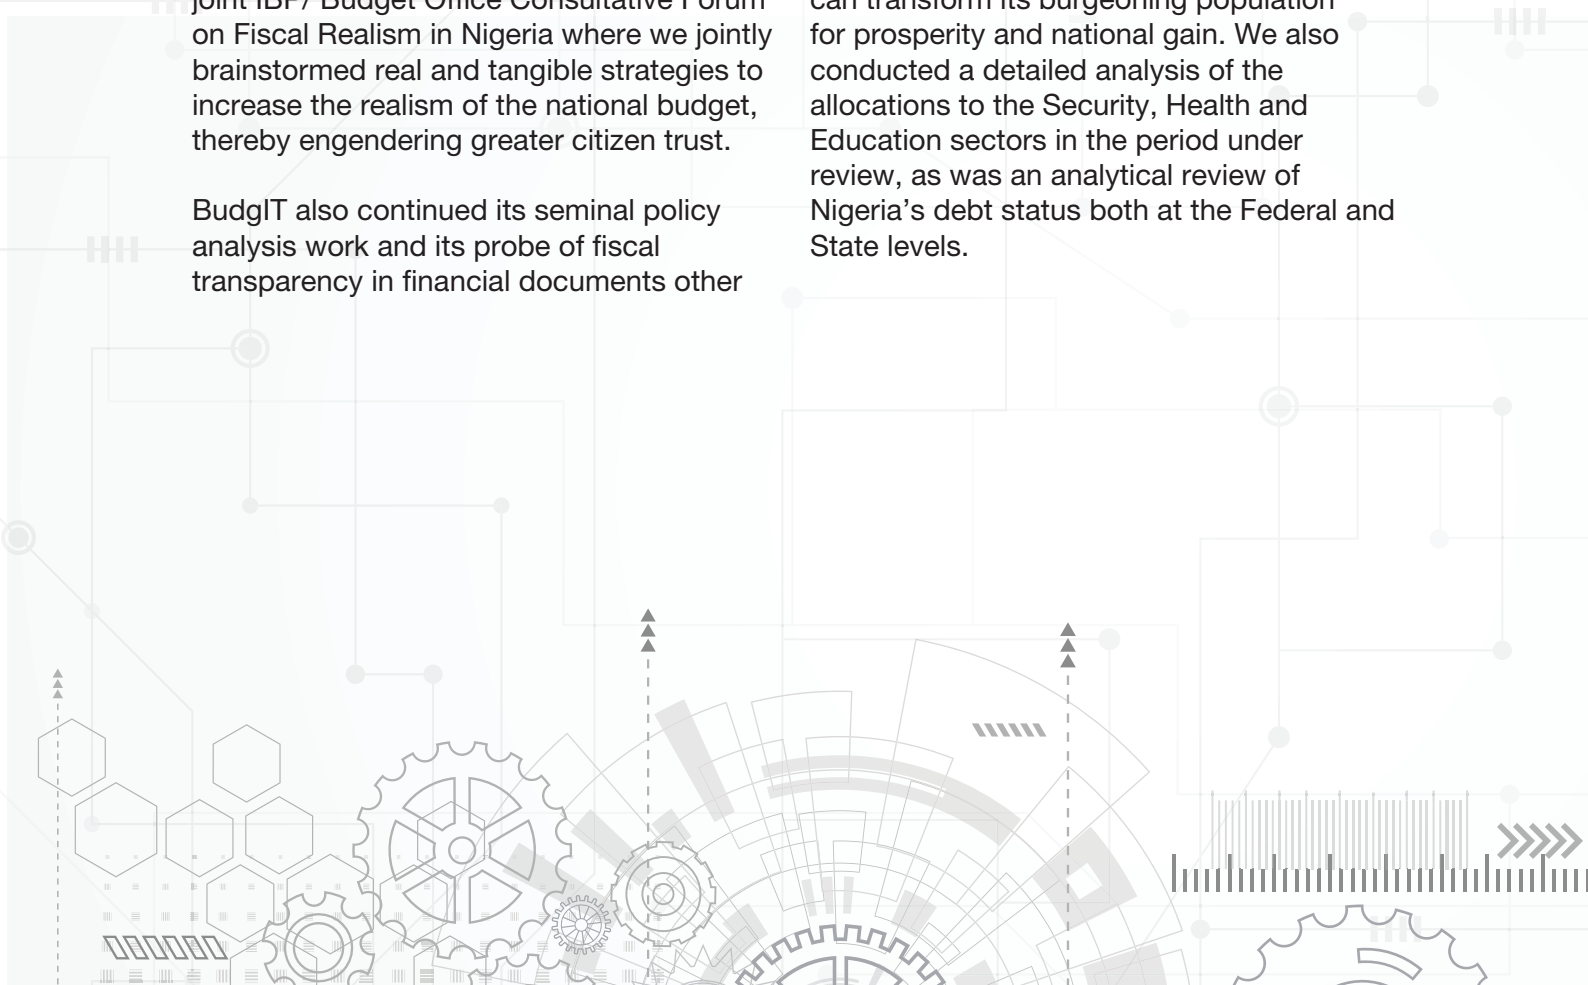 joint IBP/ Budget Office Consultative Forum
on Fiscal Realism in Nigeria where we jointly
brainstormed real and tangible strategies to
increase the realism of the national budget,
thereby engendering greater citizen trust.
BudgIT also continued its seminal policy
analysis work and its probe of fiscal
transparency in financial documents other
can transform its burgeoning population
for prosperity and national gain. We also
conducted a detailed analysis of the
allocations to the Security, Health and
Education sectors in the period under
review, as was an analytical review of
Nigeria’s debt status both at the Federal and
State levels.